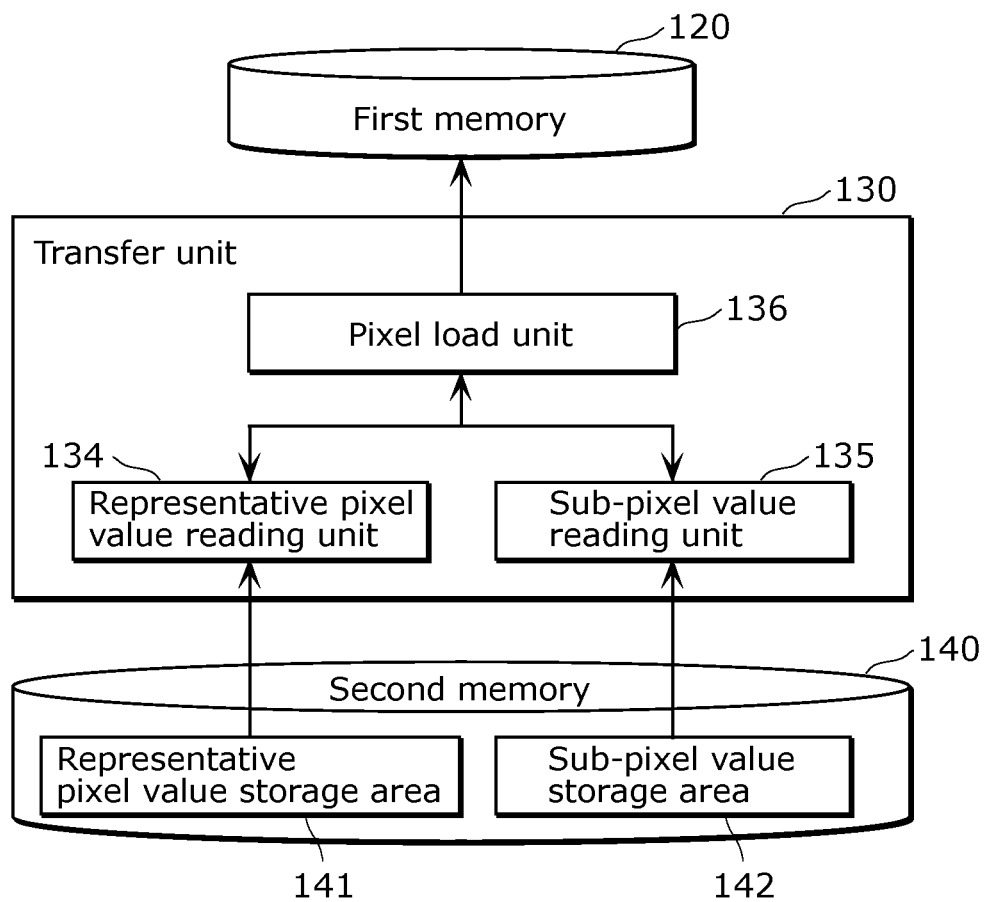 120
First memory
130
Transfer unit
136
Pixel load unit
134
135
Representative pixel
value reading unit
Sub-pixel value
reading unit
140
Second memory
Representative
pixel value storage area
Sub-pixel value
storage area
141
142